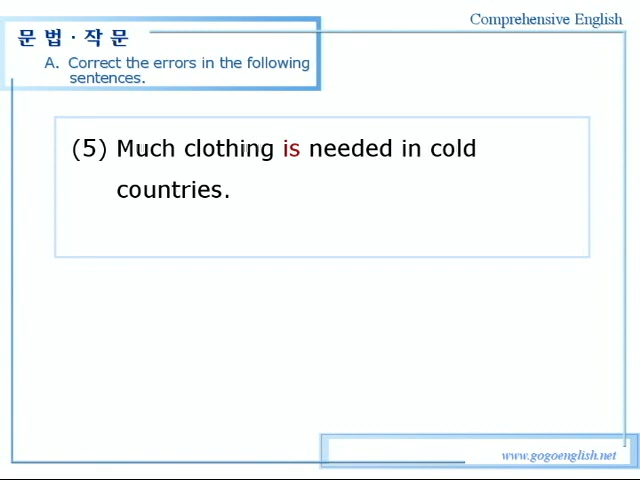 Comprehensive English
문 법 · 작 문
A. Correct the errors in the following
sentences.
(5) Much clothing is needed in cold
countries.
www.gogoenglish.net